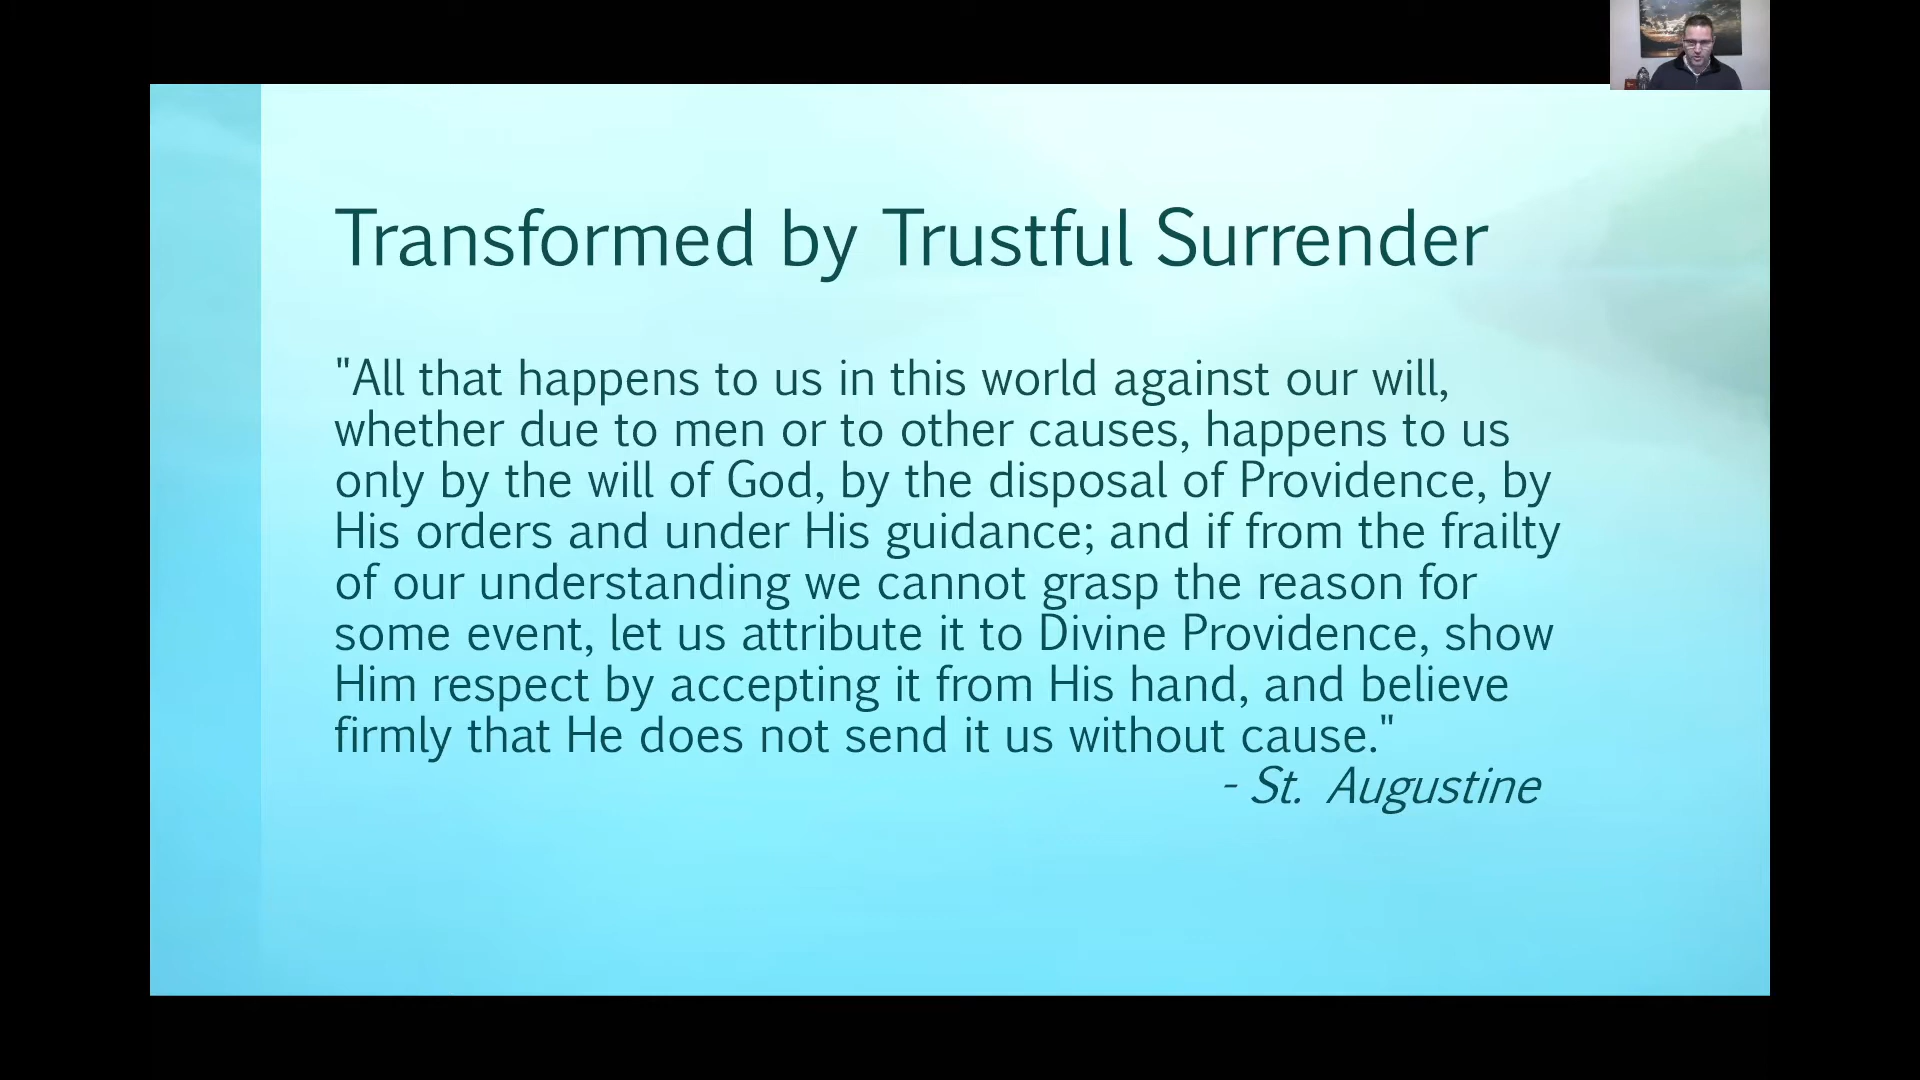 Transformed by Trustful Surrender
"All that happens to us in this world against our will,
whether due to men or to other causes, happens to us
only by the will of God, by the disposal of Providence, by
His orders and under His guidance; and if from the frailty
of our understanding we cannot grasp the reason for
some event, let us attribute it to Divine Providence, show
Him respect by accepting it from His hand, and believe
firmly that He does not send it us without cause."
- St. Augustine